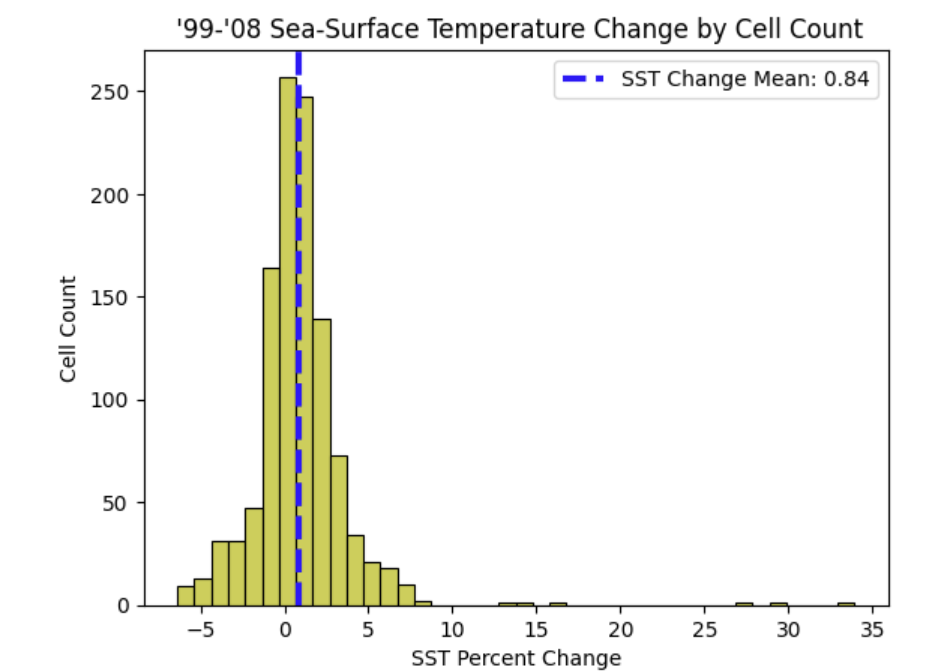 '99-'08 Sea-Surface Temperature Change by Cell Count
SST Change Mean: 0.84
250
200
150
100
50
0
Cell Count
−5 0 5 10 15 20 25 30 35
SST Percent Change